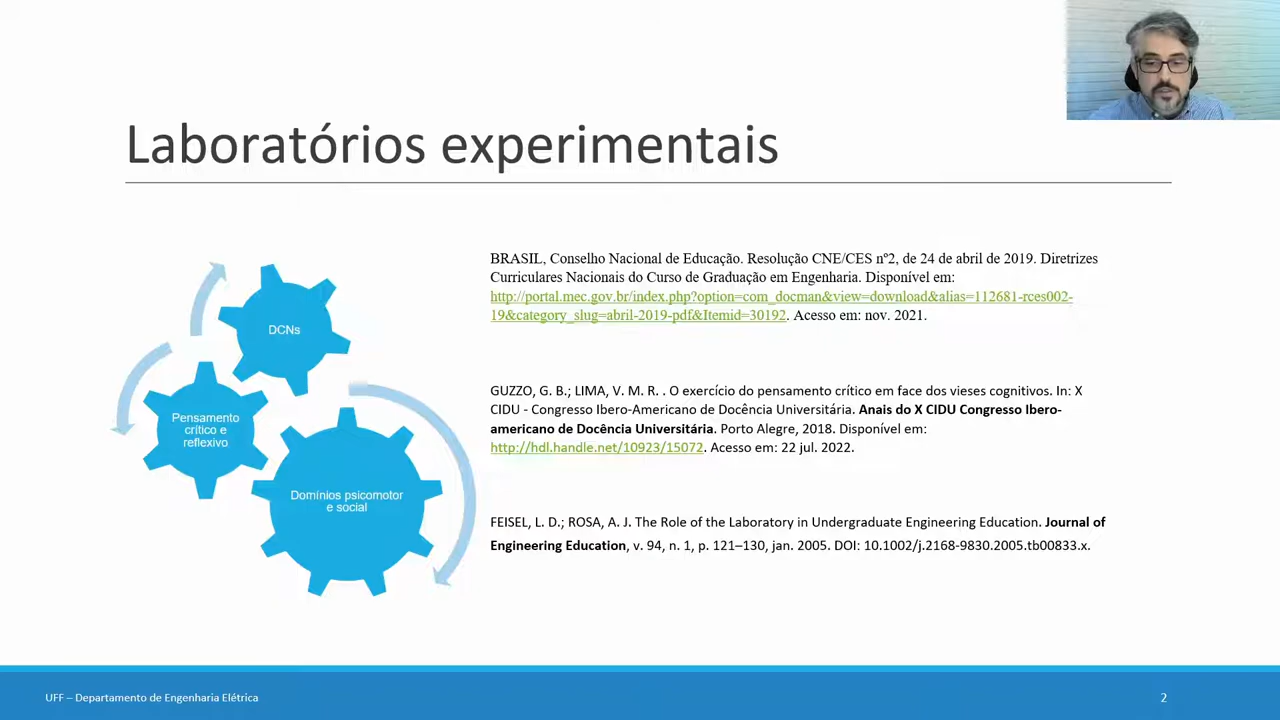 Laboratórios experimentais
DCNs
Pensamento
crítico e
reflexivo
Domínios psicomotor
e social
BRASIL, Conselho Nacional de Educação. Resolução CNE/CES nº2, de 24 de abril de 2019. Diretrizes
Curriculares Nacionais do Curso de Graduação em Engenharia. Disponível em:
http://portal.mec.gov.br/index.php?option=com_docman&view=download&alias=112681-rces002-
19&category_slug=abril-2019-pdf&Itemid=30192. Acesso em: nov. 2021.
GUZZO, G. B.; LIMA, V. M. R. . O exercício do pensamento crítico em face dos vieses cognitivos. In: X
CIDU - Congresso Ibero-Americano de Docência Universitária. Anais do X CIDU Congresso Ibero-
americano de Docência Universitária. Porto Alegre, 2018. Disponível em:
http://hdl.handle.net/10923/15072. Acesso em: 22 jul. 2022.
FEISEL, L. D.; ROSA, A. J. The Role of the Laboratory in Undergraduate Engineering Education. Journal of
Engineering Education, v. 94, n. 1, p. 121–130, jan. 2005. DOI: 10.1002/j.2168-9830.2005.tb00833.x.
UFF – Departamento de Engenharia Elétrica
2